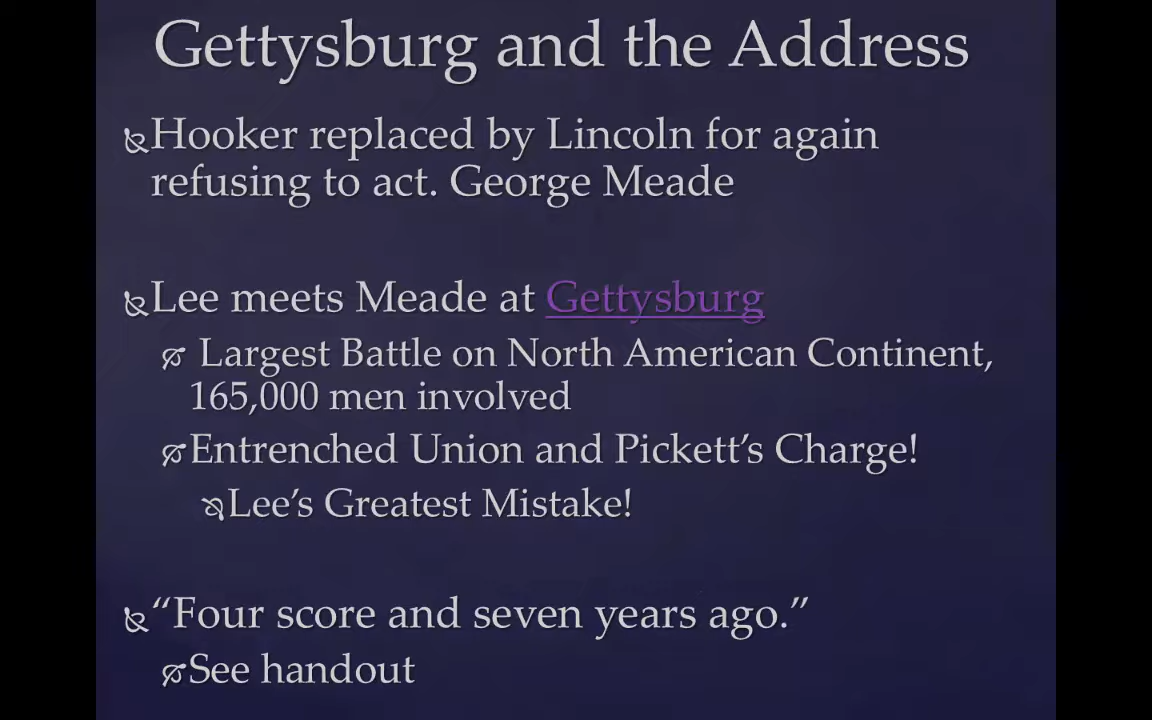 Gettysburg and the Address
Hooker replaced by Lincoln for again
refusing to act. George Meade
Lee meets Meade at Gettysburg
Largest Battle on North American Continent,
165,000 men involved
Entrenched Union and Pickett’s Charge!
Lee’s Greatest Mistake!
“Four score and seven years ago.”
See handout